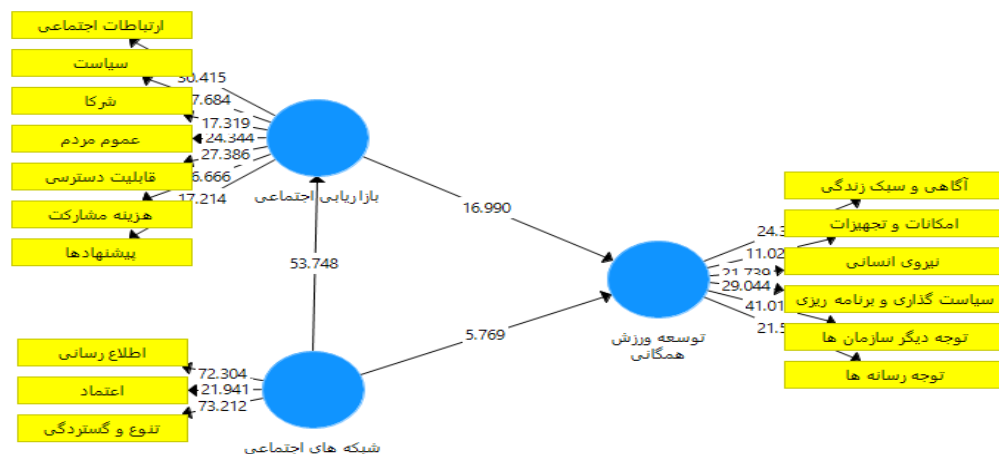 ارتباطات اجتماعی
سیاست
شرکا
عموم مردم
قابلیت دسترسی
هزینه مشارکت
پیشنهادها
30.415
7.684
17.319
24.344
27.386
6.666
17.214
بازاریابی اجتماعی
16.990
53.748
5.769
آگاهی و سبک زندگی
امکانات و تجهیزات
نیروی انسانی
سیاست گذاری و برنامه ریزی
توجه دیگر سازمان ها
توجه رسانه ها
24.3
11.02
21.739
29.044
41.01
21.5
توسعه ورزش
همگانی
اطلاع رسانی
اعتماد
تنوع و گستردگی
72.304
21.941
73.212
شبکه های اجتماعی